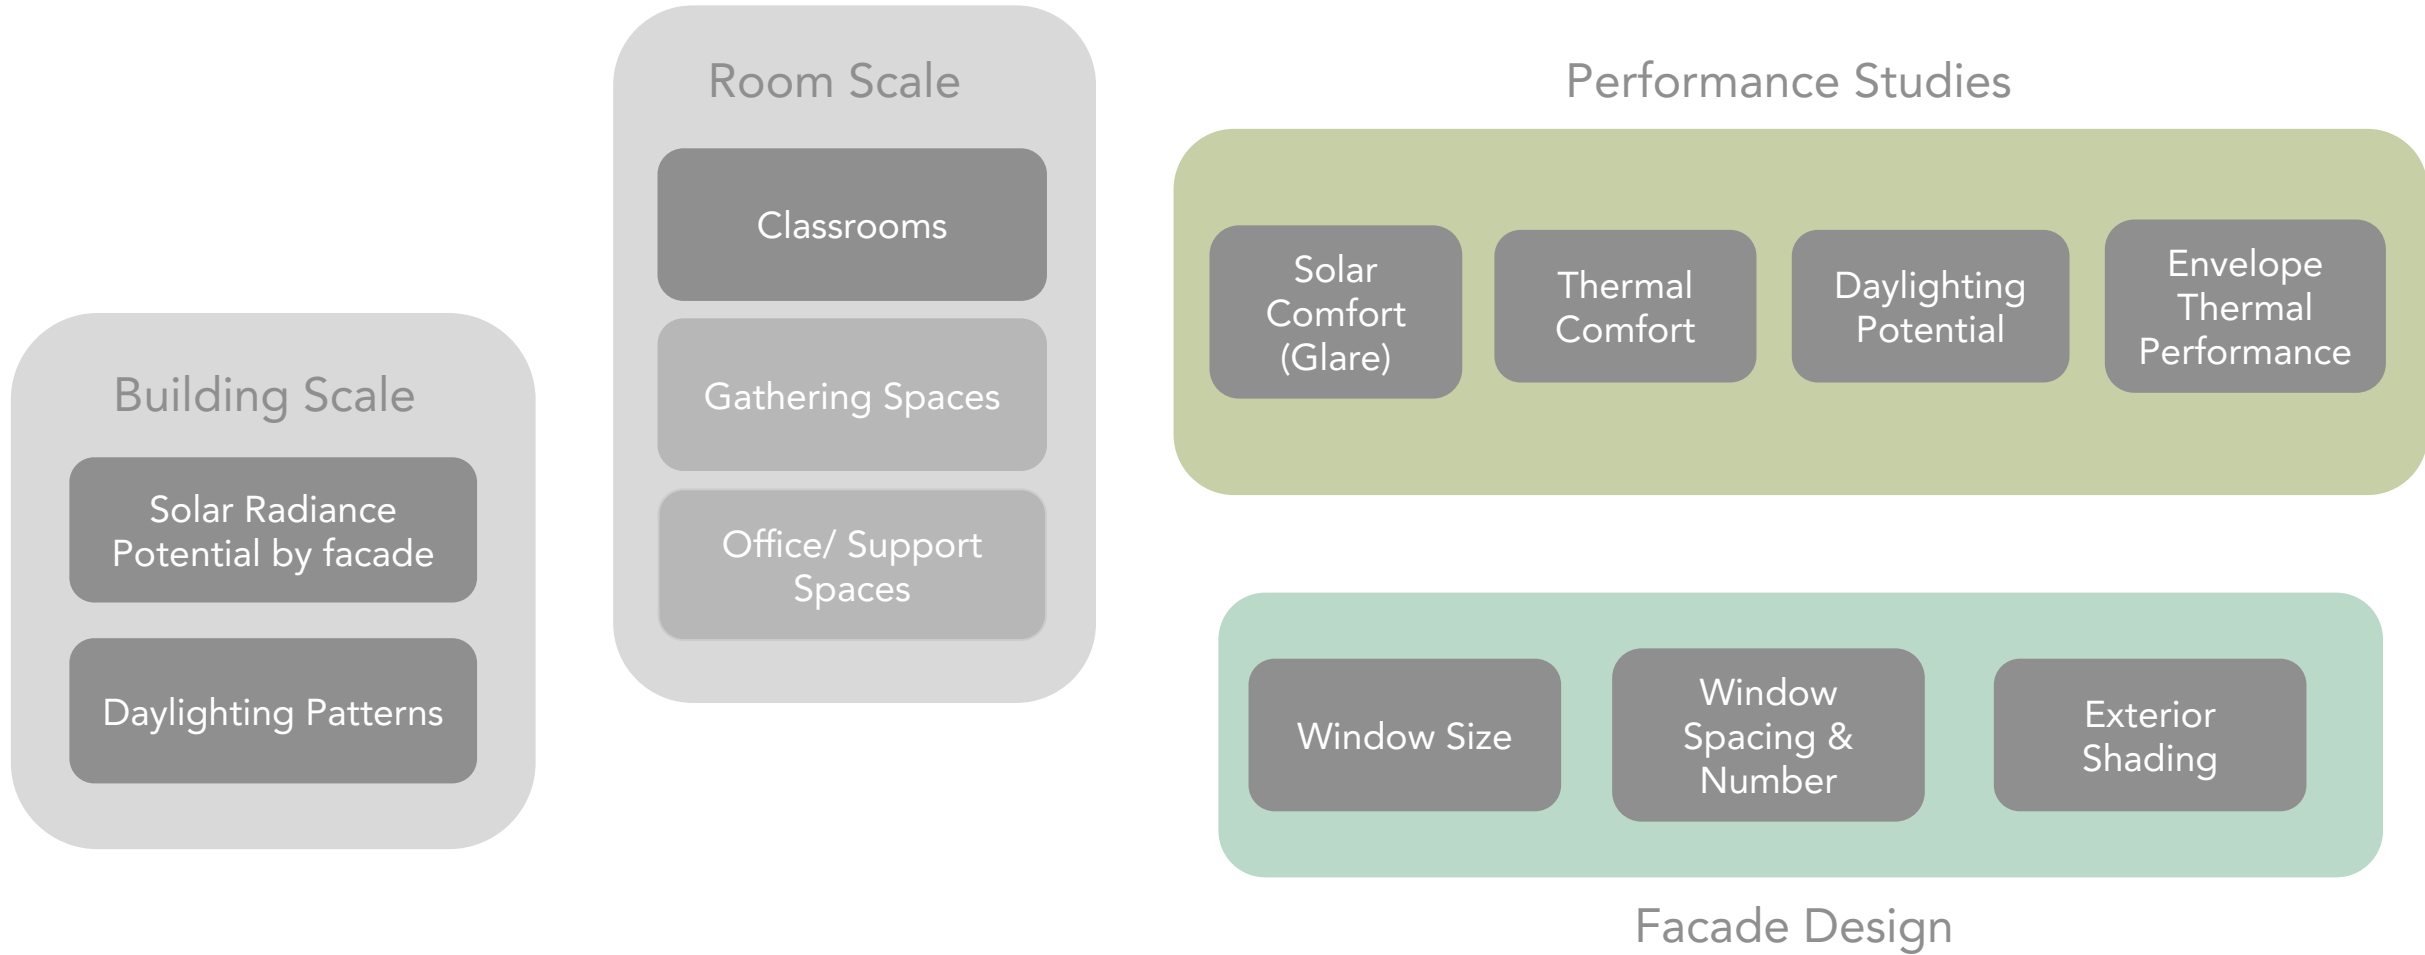 Building Scale
Solar Radiance
Potential by facade
Daylighting Patterns
Room Scale
Classrooms
Gathering Spaces
Office/ Support
Spaces
Performance Studies
Solar
Comfort
(Glare)
Thermal
Comfort
Daylighting
Potential
Envelope
Thermal
Performance
Window Size
Window
Spacing &
Number
Exterior
Shading
Facade Design